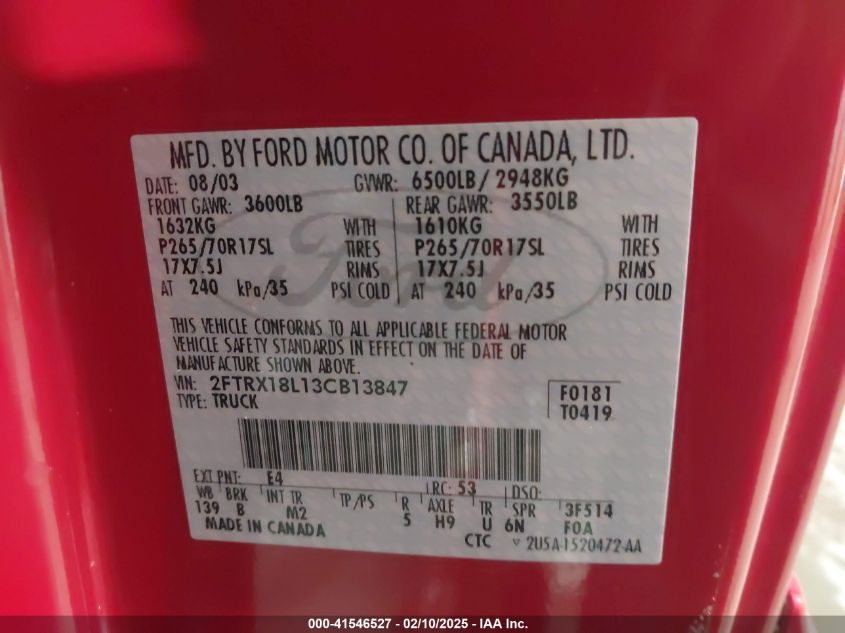 MFD. BY FORD MOTOR CO. OF CANADA, LTD.
DATE: 08/03 GVWR: 6500LB/ 2948KG
FRONT GAWR: 3600LB REAR GAWR: 3550LB
1632KG WITH 1610KG WITH
P265/70R17SL TIRES P265/70R17SL TIRES
17X7.5J RIMS 17X7.5J RIMS
AT 240 kPa/35 PSI COLD AT 240 kPa/35 PSI COLD
Ford
THIS VEHICLE CONFORMS TO ALL APPLICABLE FEDERAL MOTOR
VEHICLE SAFETY STANDARDS IN EFFECT ON THE DATE OF
MANUFACTURE SHOWN ABOVE.
VIN: 2FTRX18L13CB13847 F0181
TYPE: TRUCK T0419
EXT PNT: E4 RC: 53 DSO:
WB BRK INT TR TP/PS R AXLE TR SPR 3F514
139 B M2 5 H9 U 6N F0A
MADE IN CANADA CTC ▽ 2U5A-1520472-AA
000-41546527 - 02/10/2025 - IAA Inc.